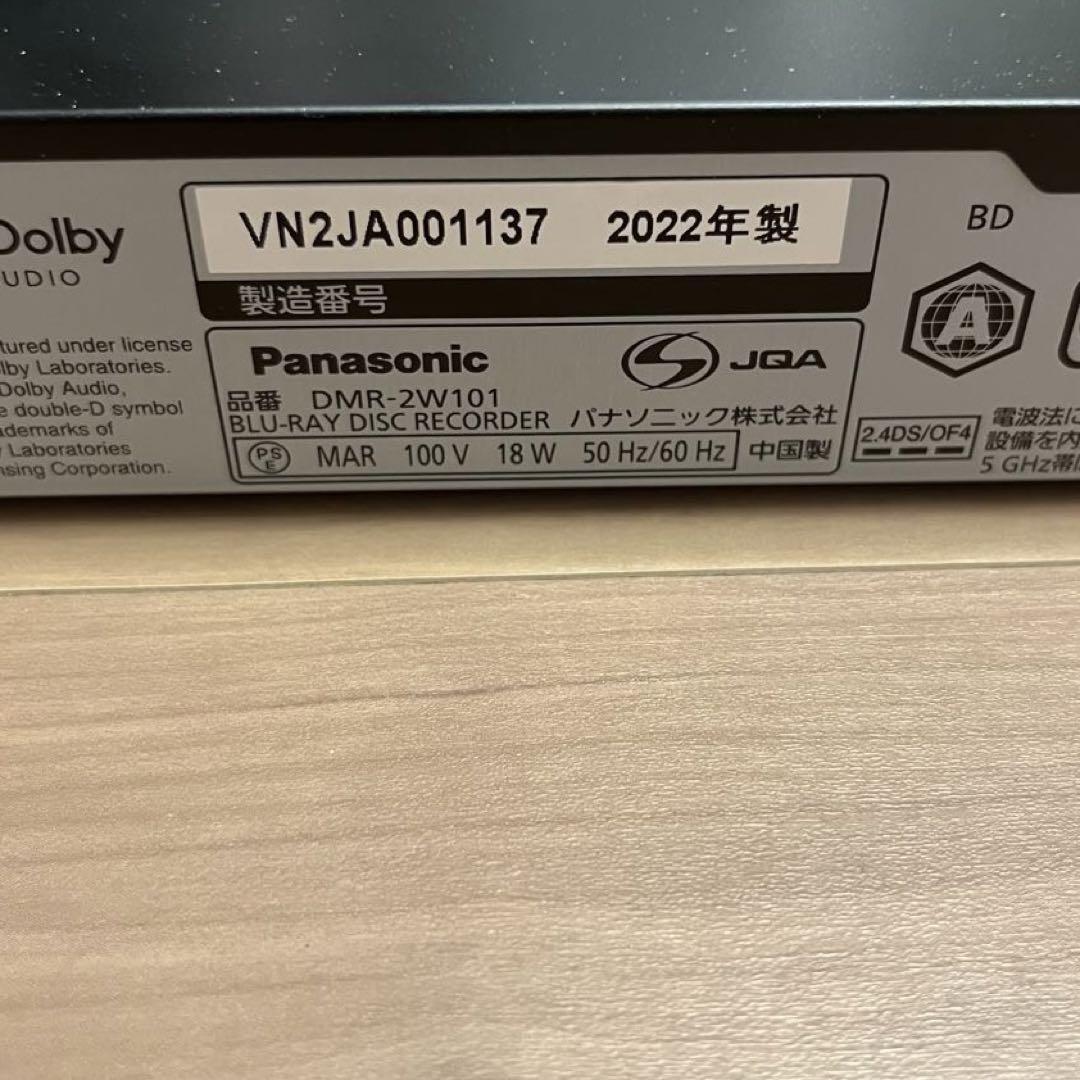 Dolby
UDIO
tured under license
lby Laboratories.
Dolby Audio,
e double-D symbol
ademarks of
y Laboratories
nsing Corporation.
VN2JA001137 2022年製
製造番号
Panasonic
JQA
品番 DMR-2W101
BLU-RAY DISC RECORDER パナソニック株式会社
PSE MAR 100 V 18 W 50 Hz/60 Hz 中国製
BD
A
2.4DS/OF4
電波法に
設備を内
5 GHz帯